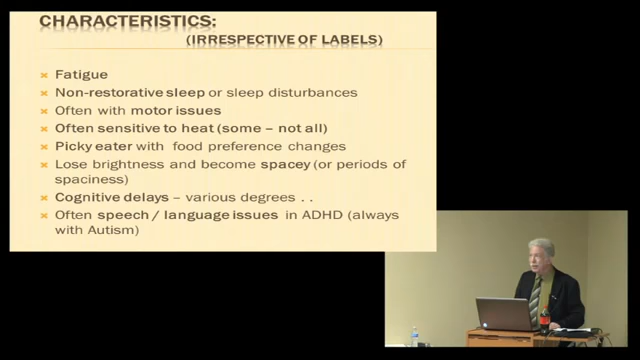 CHARACTERISTICS:
(IRRESPECTIVE OF LABELS)
Fatigue
Non-restorative sleep or sleep disturbances
Often with motor issues
Often sensitive to heat (some – not all)
Picky eater with food preference changes
Lose brightness and become spacey (or periods of
spaciness)
Cognitive delays – various degrees . .
Often speech / language issues in ADHD (always
with Autism)